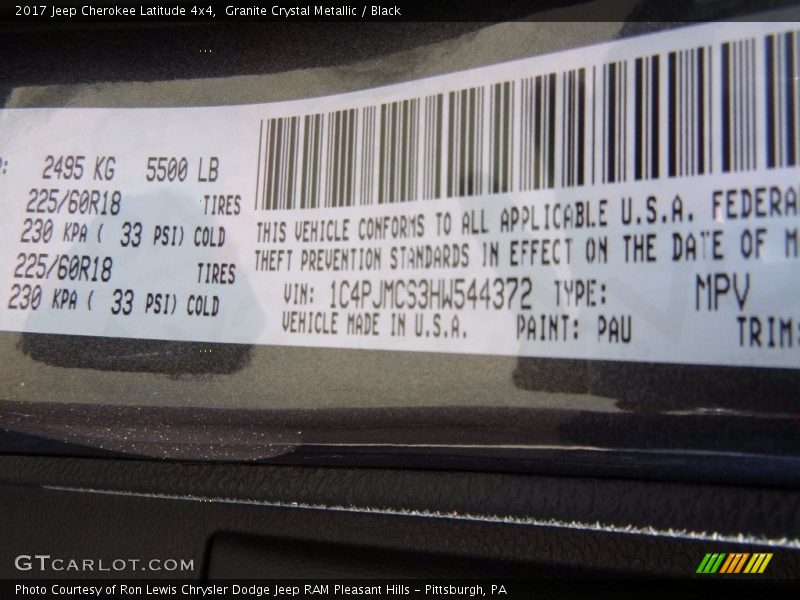 2017 Jeep Cherokee Latitude 4x4, Granite Crystal Metallic / Black
2495 KG 5500 LB
225/60R18 TIRES
230 KPA ( 33 PSI) COLD
225/60R18 TIRES
230 KPA ( 33 PSI) COLD
THIS VEHICLE CONFORMS TO ALL APPLICABLE U.S.A. FEDERA
THEFT PREVENTION STANDARDS IN EFFECT ON THE DATE OF M
VIN: 1C4PJMCS3HW544372 TYPE: MPV
VEHICLE MADE IN U.S.A. PAINT: PAU TRIM:
GTCARLOT.COM
Photo Courtesy of Ron Lewis Chrysler Dodge Jeep RAM Pleasant Hills - Pittsburgh, PA